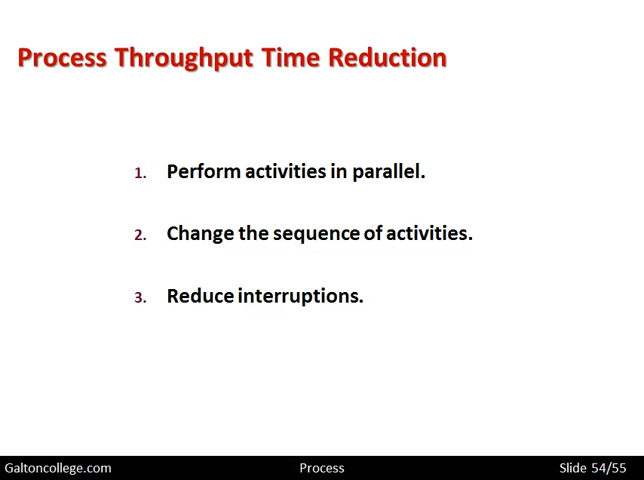 Process Throughput Time Reduction
1. Perform activities in parallel.
2. Change the sequence of activities.
3. Reduce interruptions.
Galtoncollege.com Process Slide 54/55